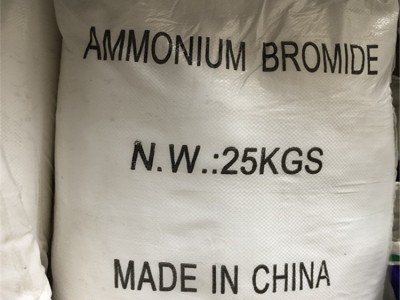 AMMONIUM BROMIDE
N.W.:25KGS
MADE IN CHINA